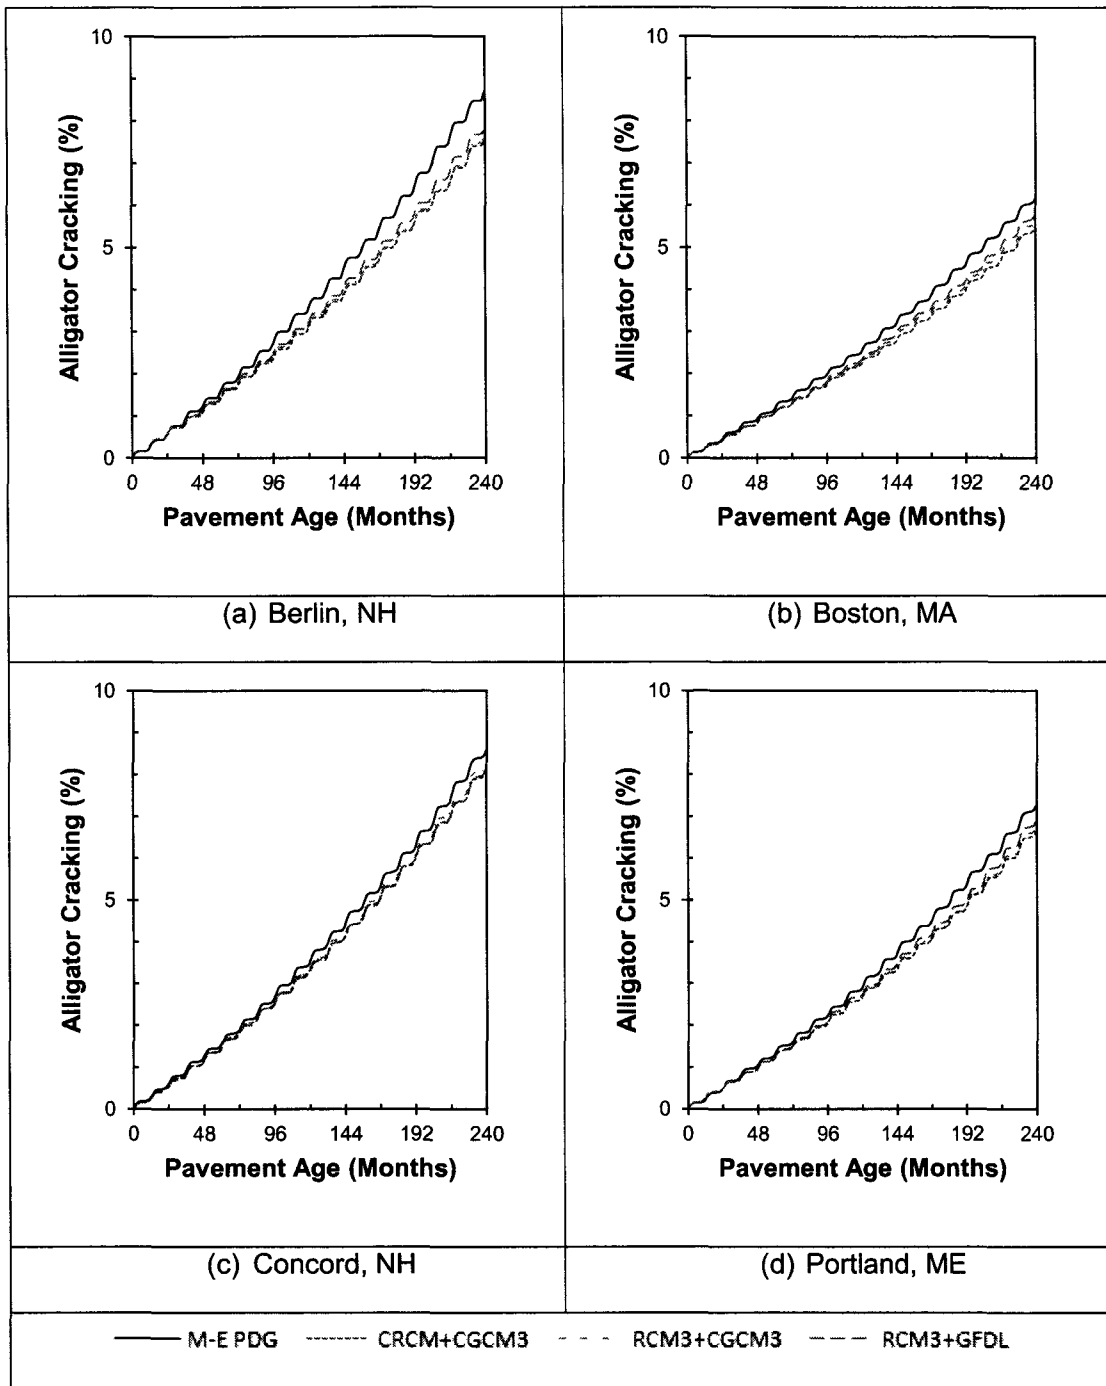 10
5
0
Alligator Cracking (%)
0 48 96 144 192 240
Pavement Age (Months)
(a) Berlin, NH
10
5
0
Alligator Cracking (%)
0 48 96 144 192 240
Pavement Age (Months)
(b) Boston, MA
10
5
0
Alligator Cracking (%)
0 48 96 144 192 240
Pavement Age (Months)
(c) Concord, NH
10
5
0
Alligator Cracking (%)
0 48 96 144 192 240
Pavement Age (Months)
(d) Portland, ME
M-E PDG CRCM+CGCM3 RCM3+CGCM3 RCM3+GFDL